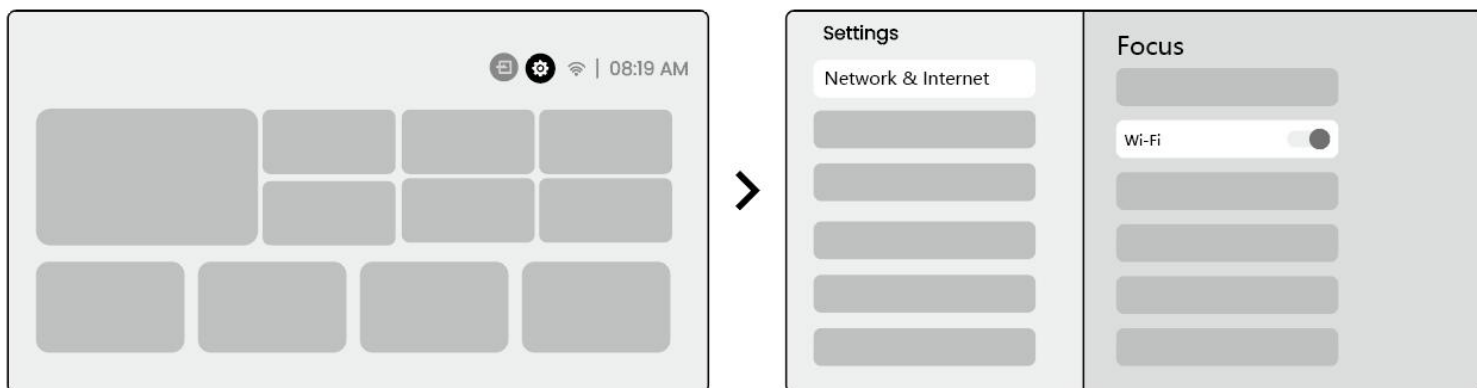 08:19 AM
Settings
Network & Internet
Focus
Wi-Fi